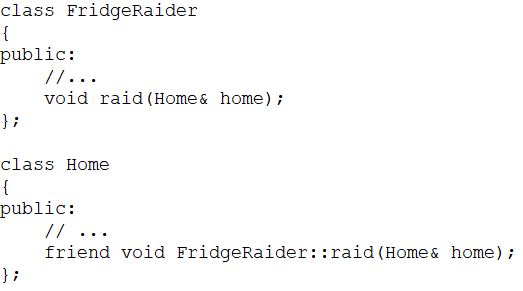 class FridgeRaider
{
public:
    //...
    void raid(Home& home);
};

class Home
{
public:
    // ...
    friend void FridgeRaider::raid(Home& home);
};